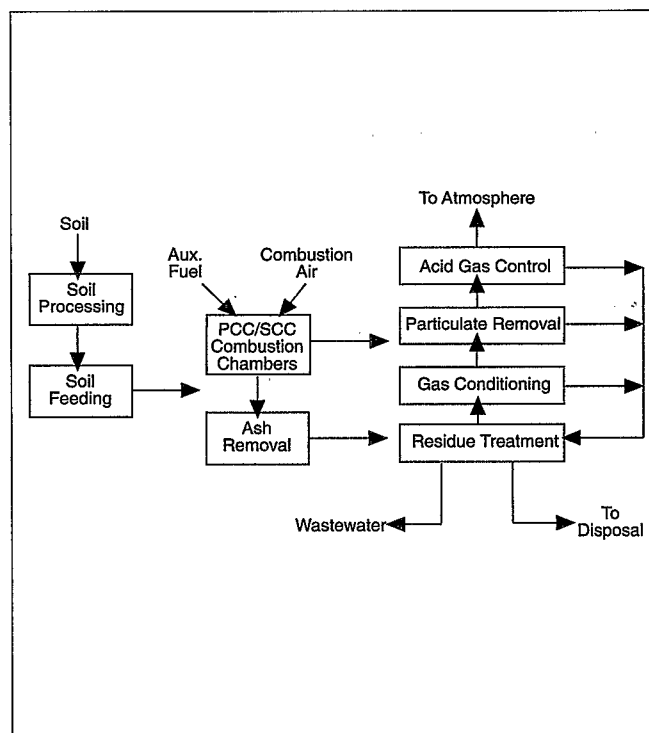 Soil
Soil
Processing
Soil
Feeding
Aux.
Fuel
Combustion
Air
PCC/SCC
Combustion
Chambers
Ash
Removal
To Atmosphere
Acid Gas Control
Particulate Removal
Gas Conditioning
Residue Treatment
Wastewater
To
Disposal